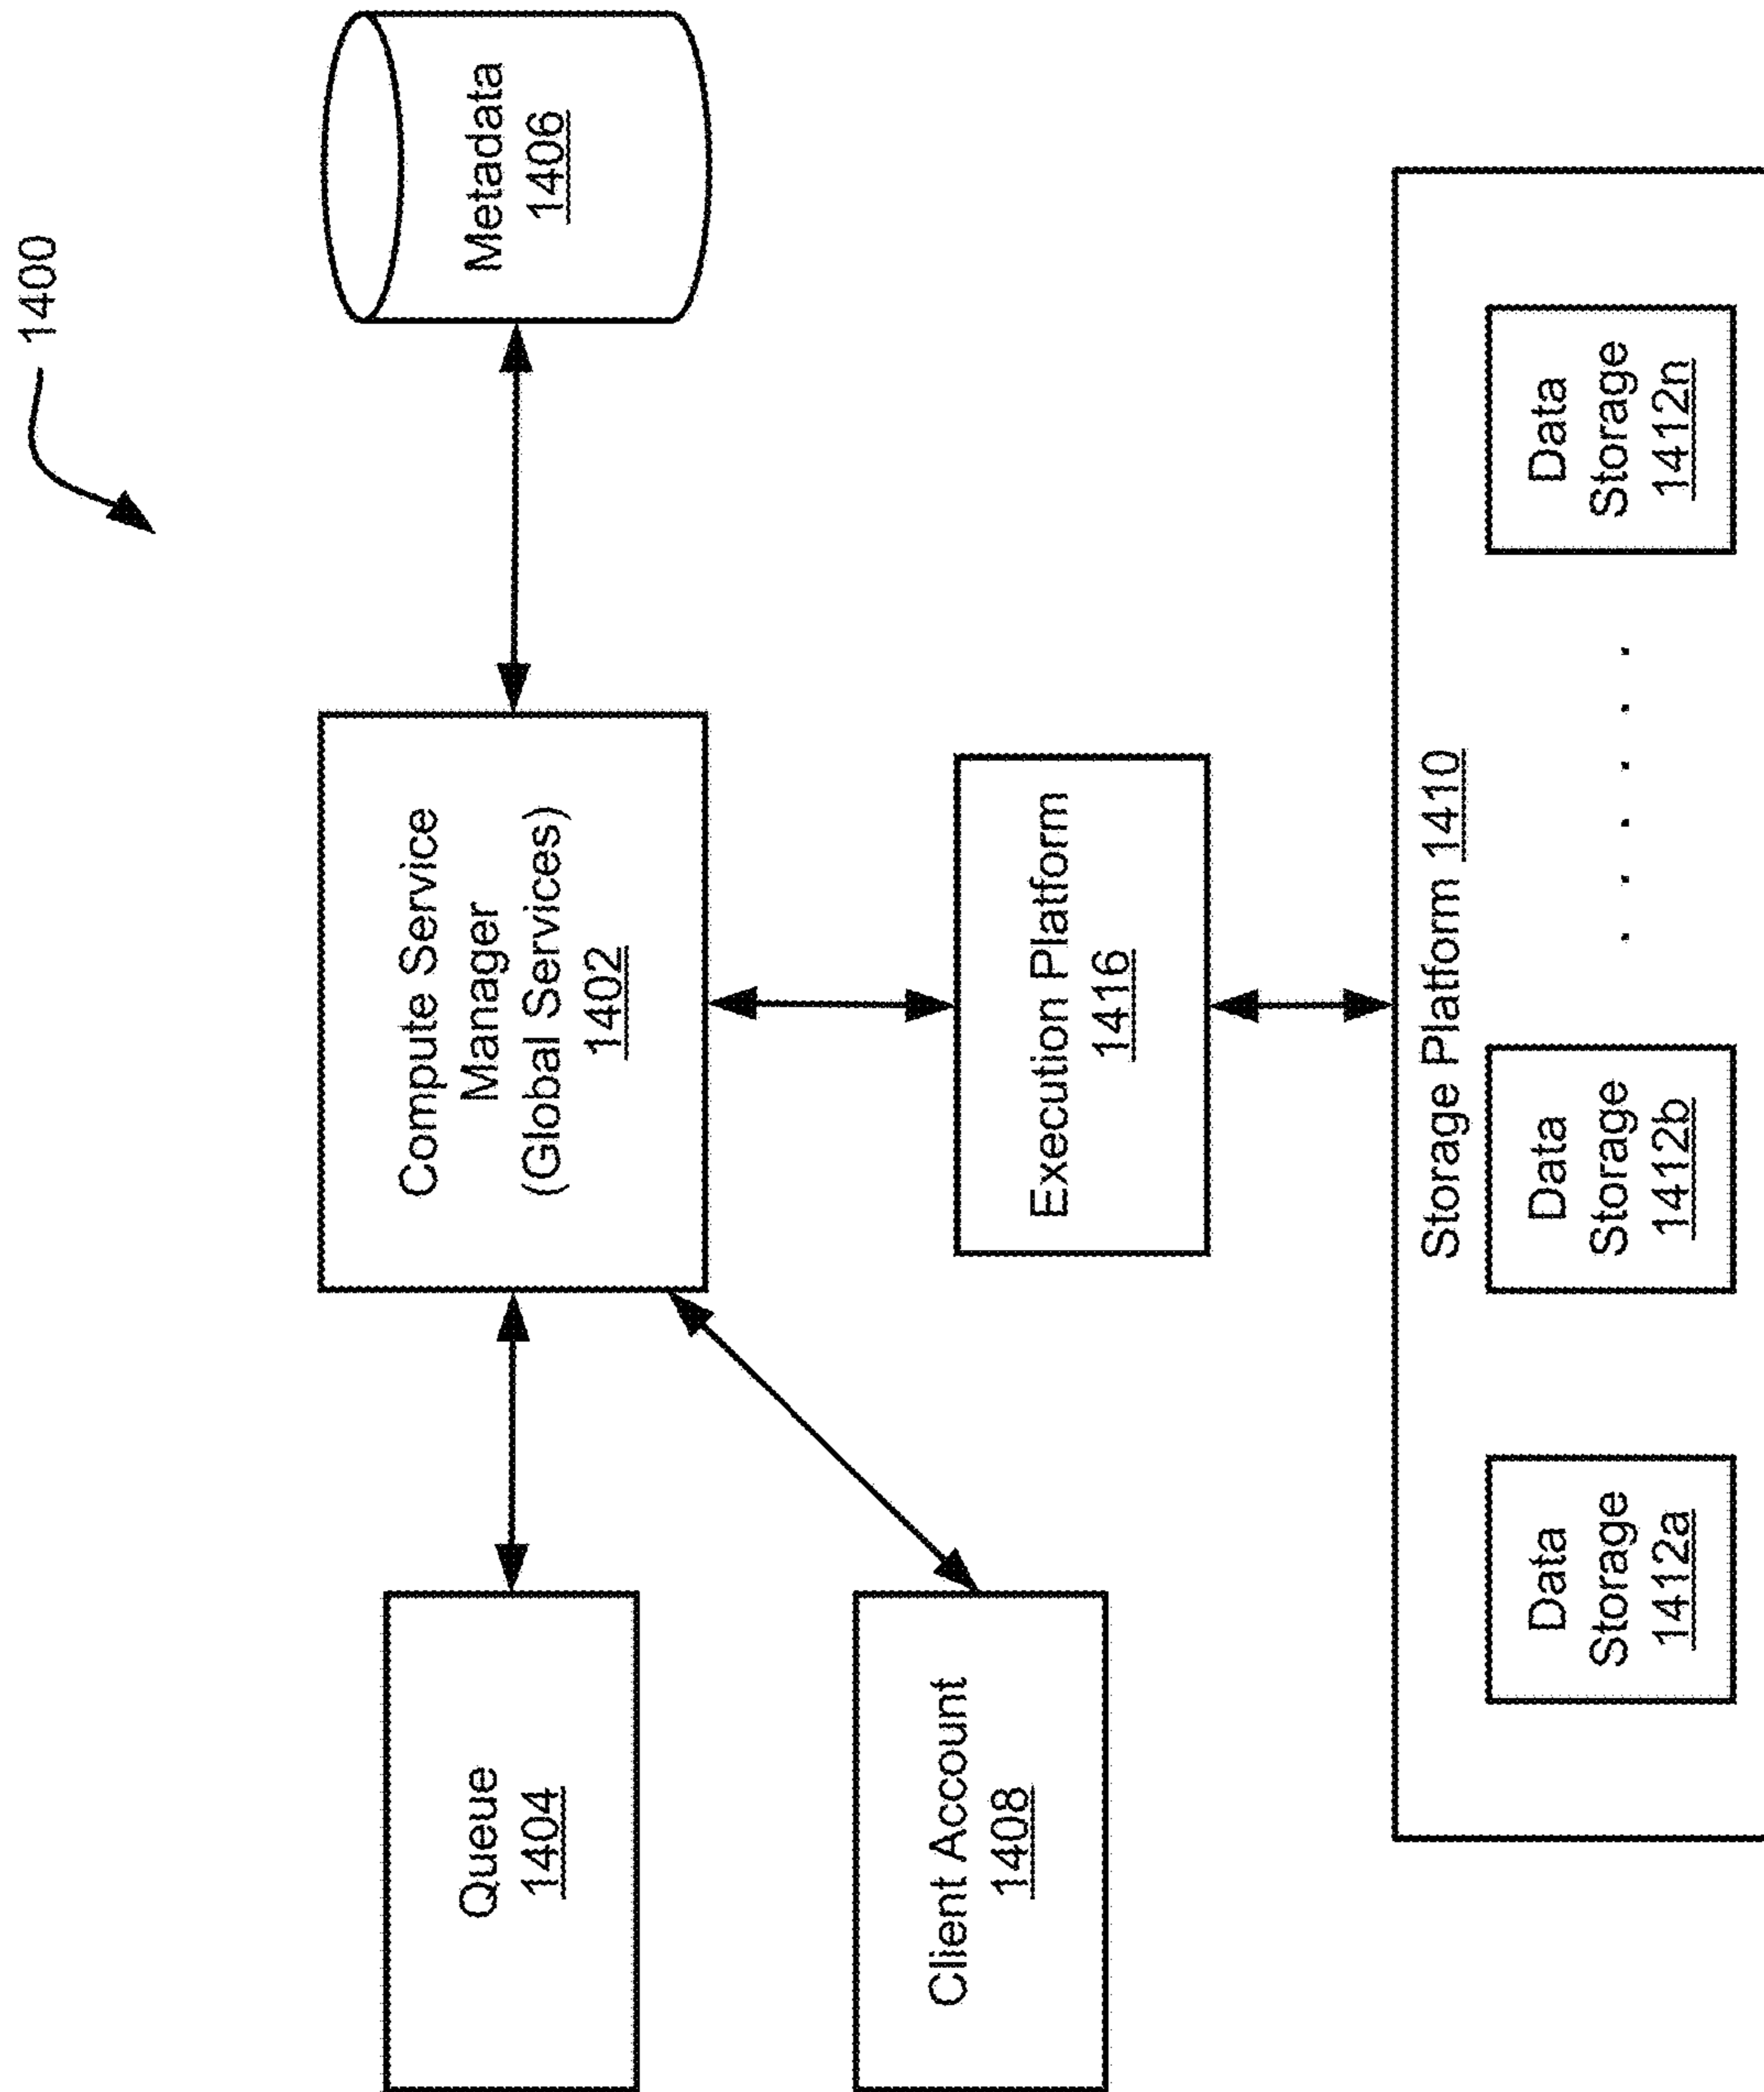 1400
Queue
1404
Compute Service
Manager
(Global Services)
1402
Metadata
1406
Client Account
1408
Execution Platform
1416
Storage Platform 1410
Data
Storage
1412a
Data
Storage
1412b
. . . . . .
Data
Storage
1412n